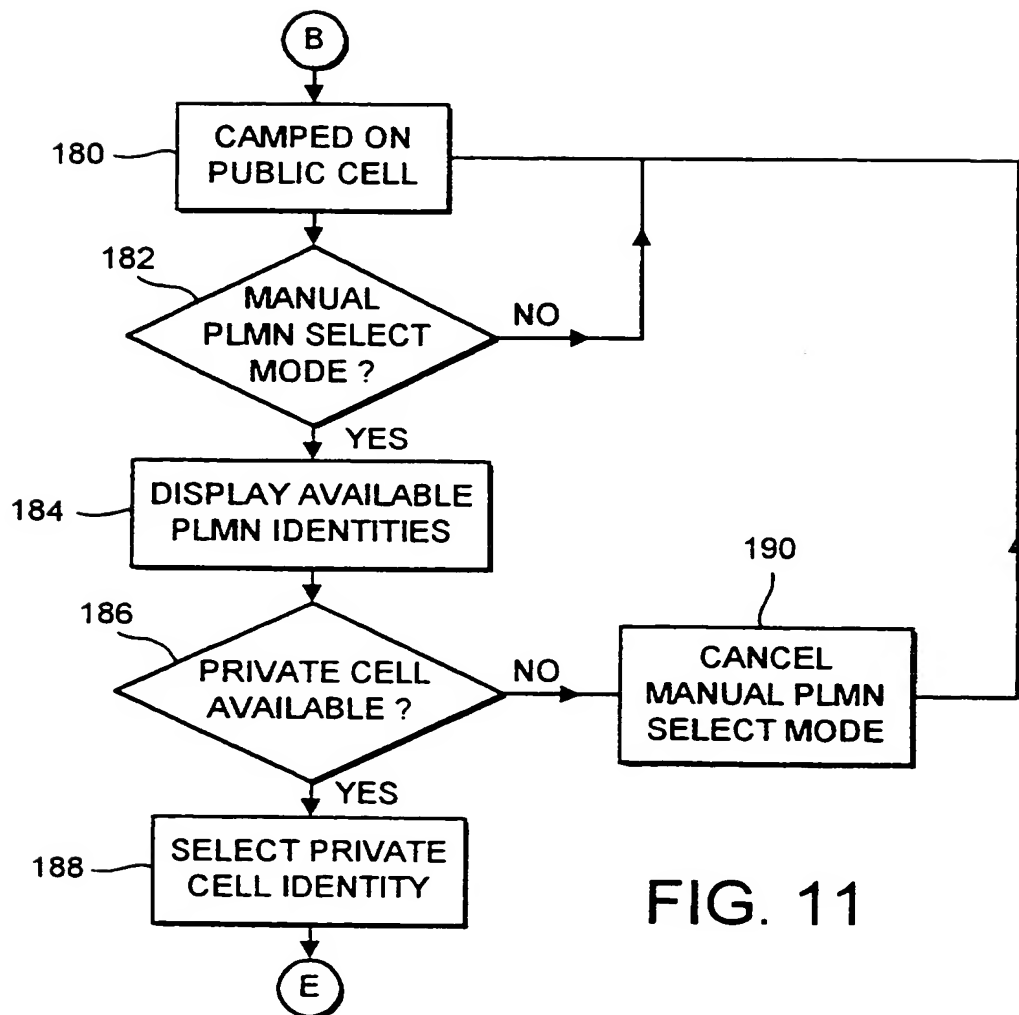 B
180
CAMPED ON
PUBLIC CELL
182
MANUAL
PLMN SELECT
MODE ?
NO
YES
184
DISPLAY AVAILABLE
PLMN IDENTITIES
186
PRIVATE CELL
AVAILABLE ?
NO
190
CANCEL
MANUAL PLMN
SELECT MODE
YES
188
SELECT PRIVATE
CELL IDENTITY
E
FIG. 11